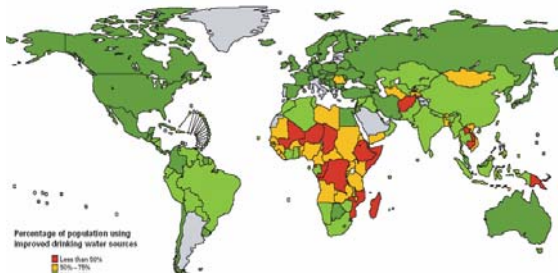 Percentage of population using
improved drinking water sources
Less than 50%
50%–75%